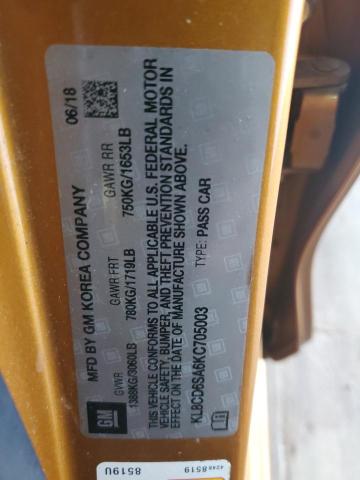 MFD BY GM KOREA COMPANY 06/18
GVWR GAWR FRT GAWR RR
1388KG/3060LB 780KG/1719LB 750KG/1653LB
THIS VEHICLE CONFORMS TO ALL APPLICABLE U.S. FEDERAL MOTOR
VEHICLE SAFETY, BUMPER, AND THEFT PREVENTION STANDARDS IN
EFFECT ON THE DATE OF MANUFACTURE SHOWN ABOVE.
KL8CD6SA6KC705003 TYPE: PASS CAR
GM
8519U
42488519